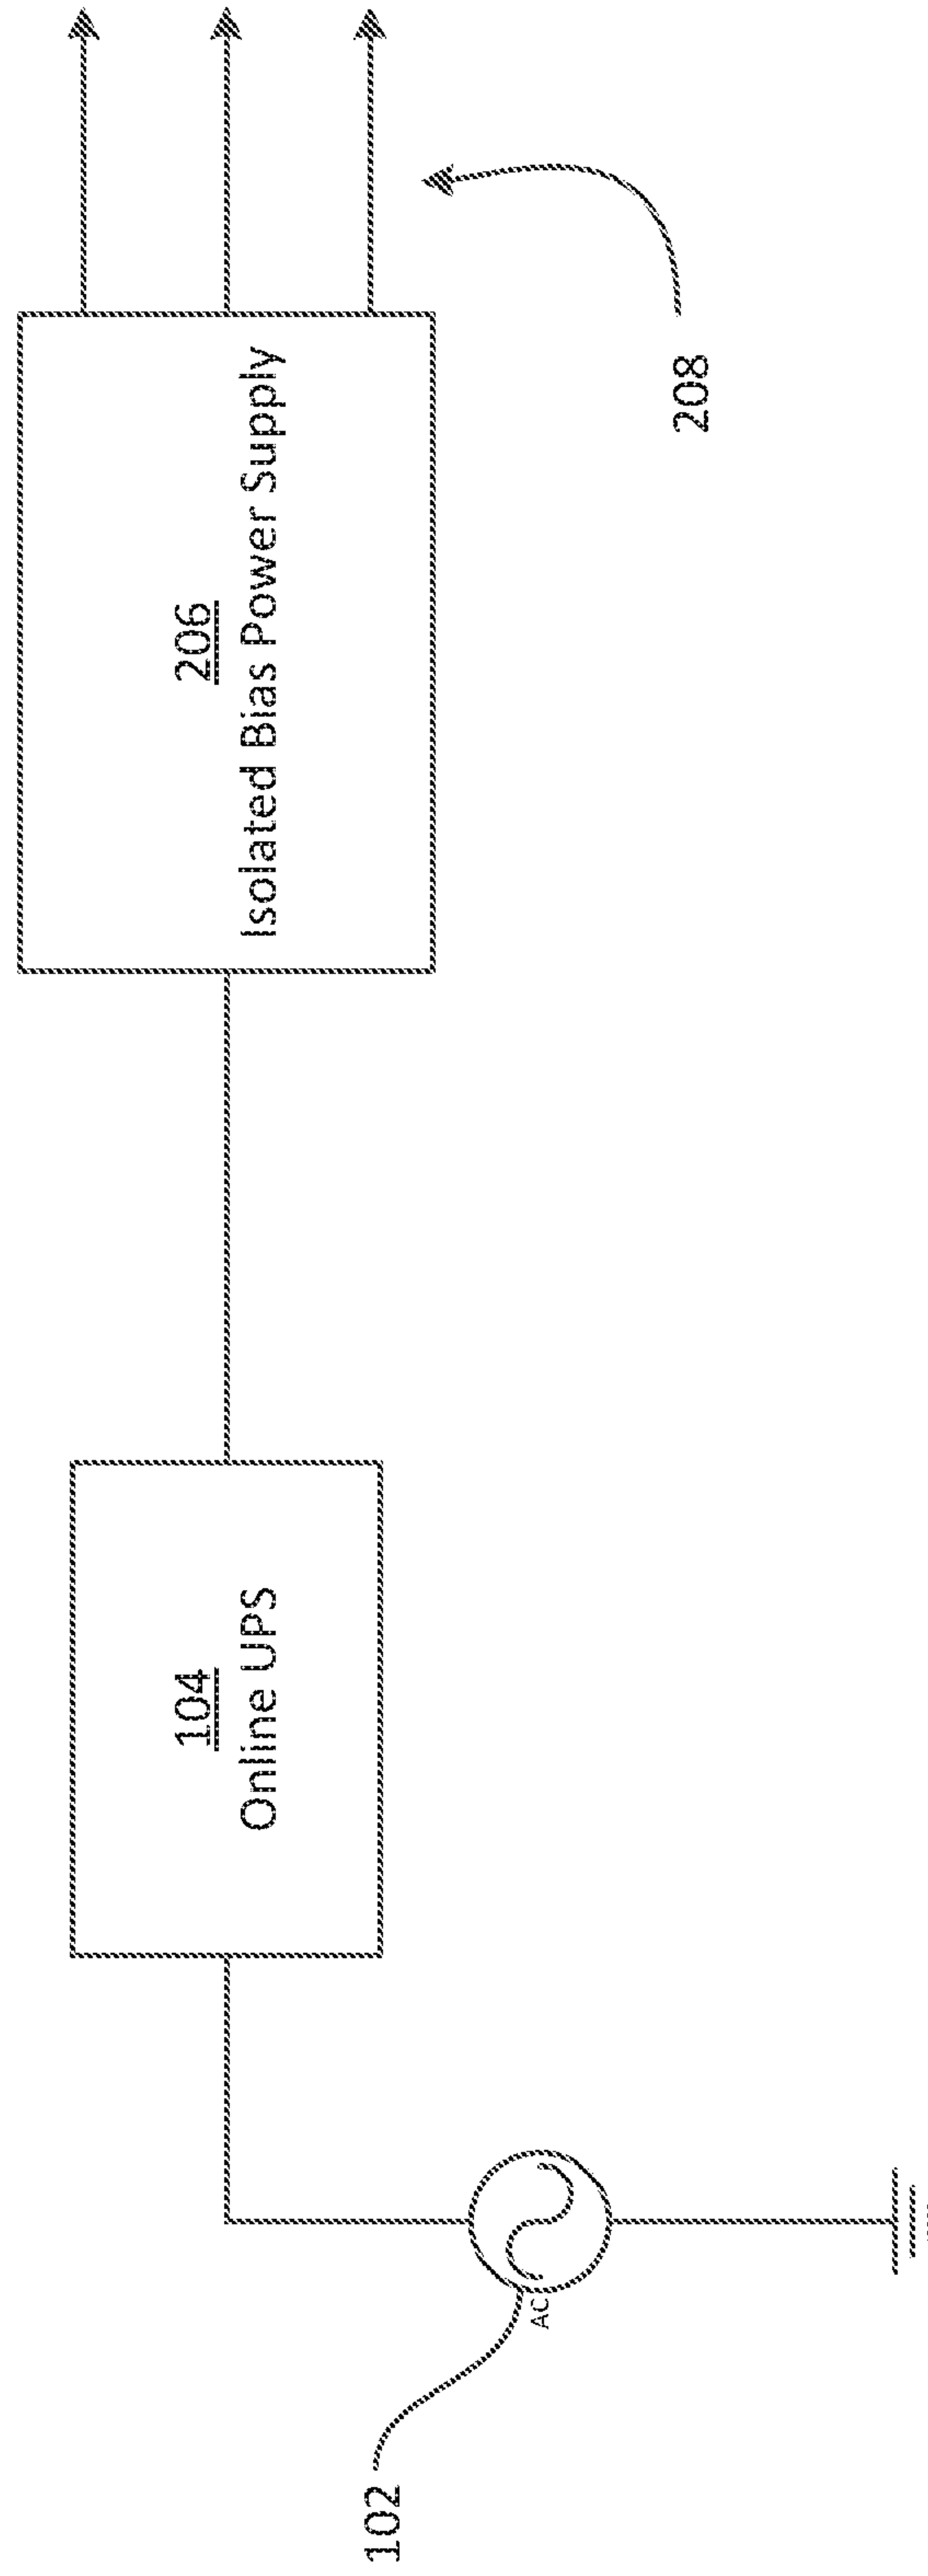 102
AC
104
Online UPS
206
Isolated Bias Power Supply
208